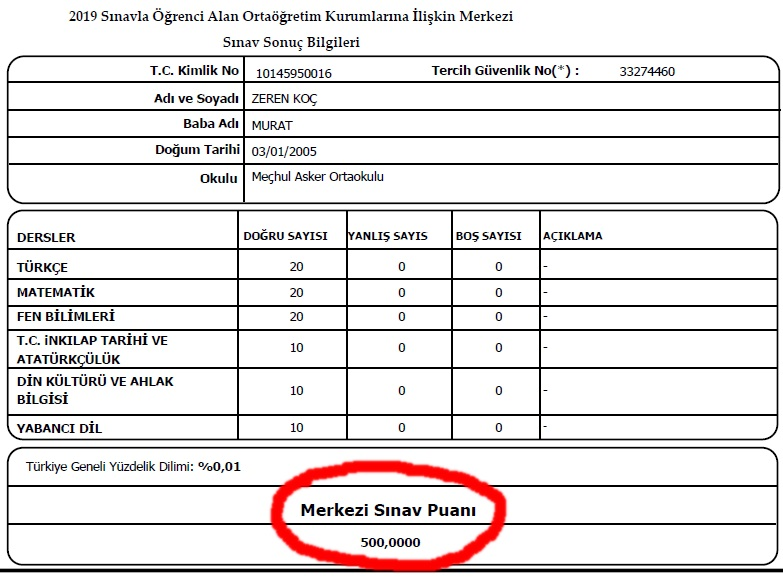 2019 Sınavla Öğrenci Alan Ortaöğretim Kurumlarına İlişkin Merkezi
Sınav Sonuç Bilgileri
T.C. Kimlik No 10145950016 Tercih Güvenlik No(*) : 33274460
Adı ve Soyadı ZEREN KOÇ
Baba Adı MURAT
Doğum Tarihi 03/01/2005
Okulu Meçhul Asker Ortaokulu
DERSLER DOĞRU SAYISI YANLIŞ SAYIS BOŞ SAYISI AÇIKLAMA
TÜRKÇE 20 0 0 -
MATEMATİK 20 0 0 -
FEN BİLİMLERİ 20 0 0 -
T.C. iNKILAP TARİHİ VE
ATATÜRKÇÜLÜK 10 0 0 -
DİN KÜLTÜRÜ VE AHLAK
BİLGİSİ 10 0 0 -
YABANCI DİL 10 0 0 -
Türkiye Geneli Yüzdelik Dilimi: %0,01
Merkezi Sınav Puanı
500,0000